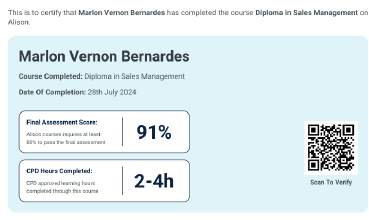 This is to certify that Marlon Vernon Bernardes has completed the course Diploma in Sales Management on
Alison.
Marlon Vernon Bernardes
Course Completed: Diploma in Sales Management
Date Of Completion: 28th July 2024
Final Assessment Score:
Alison courses requires at least
80% to pass the final assessment
91%
CPD Hours Completed:
CPD approved learning hours
completed through this course
2-4h
Scan To Verify